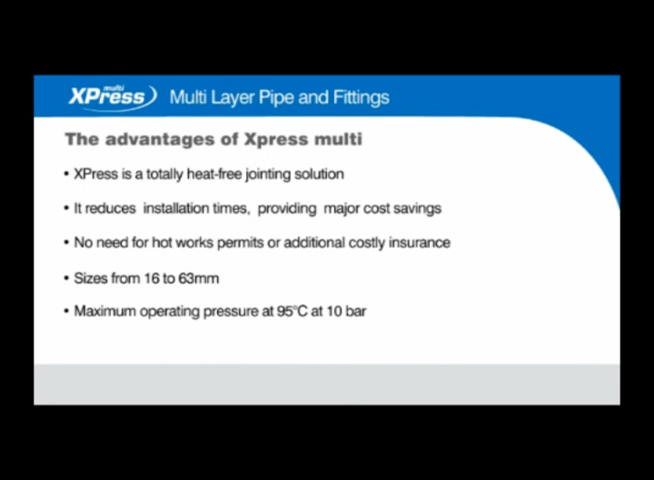 multi
XPress Multi Layer Pipe and Fittings
The advantages of Xpress multi
• XPress is a totally heat-free jointing solution
• It reduces installation times, providing major cost savings
• No need for hot works permits or additional costly insurance
• Sizes from 16 to 63mm
• Maximum operating pressure at 95°C at 10 bar